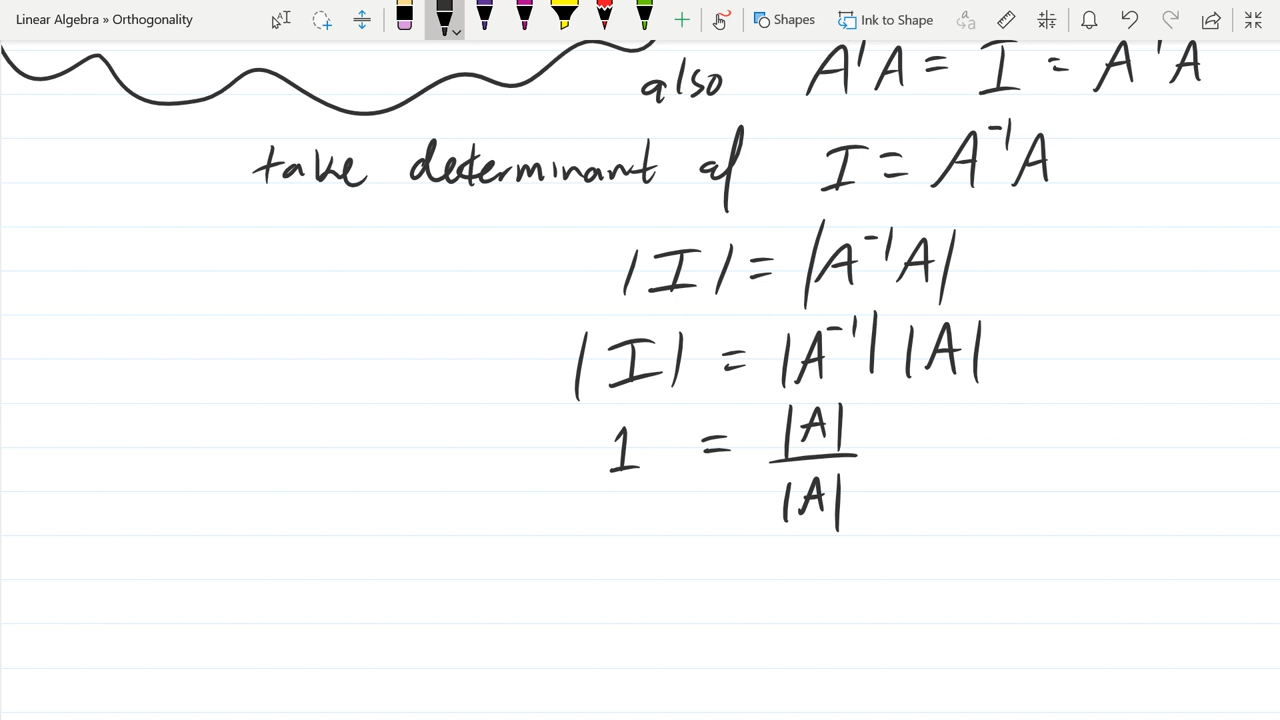 Linear Algebra » Orthogonality
Shapes
Ink to Shape
also A'A = I = A'A
take determinant of I = A⁻¹A
|I| = |A⁻¹A|
|I| = |A⁻¹| |A|
1 = |A|
|A|